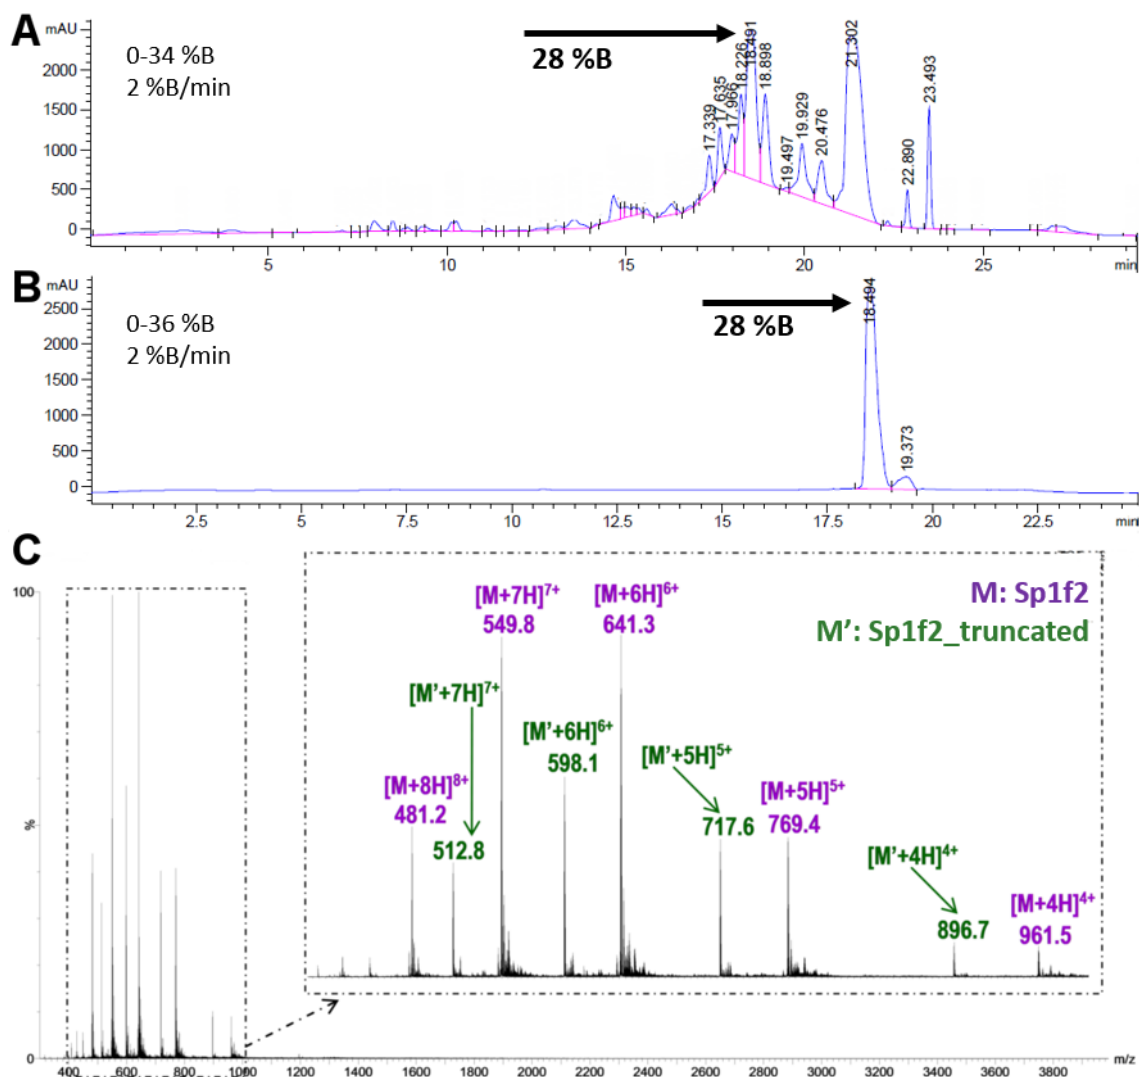 A
mAU
0-34 %B
2 %B/min
28 %B
2000
1500
1000
500
0
17.339
17.635
17.966
18.226
18.491
18.898
19.497
19.929
20.476
21.302
22.890
23.493
5
10
15
20
25
min
B
mAU
0-36 %B
2 %B/min
28 %B
2500
2000
1500
1000
500
0
18.494
19.373
2.5
5
7.5
10
12.5
15
17.5
20
22.5
min
C
100
%
0
M: Sp1f2
M': Sp1f2_truncated
[M+7H]7+
549.8
[M+6H]6+
641.3
[M'+7H]7+
[M'+6H]6+
598.1
[M'+5H]5+
717.6
[M+8H]8+
481.2
512.8
[M+5H]5+
769.4
[M'+4H]4+
896.7
[M+4H]4+
961.5
400
600
800
1000
1200
1400
1600
1800
2000
2200
2400
2600
2800
3000
3200
3400
3600
3800
m/z